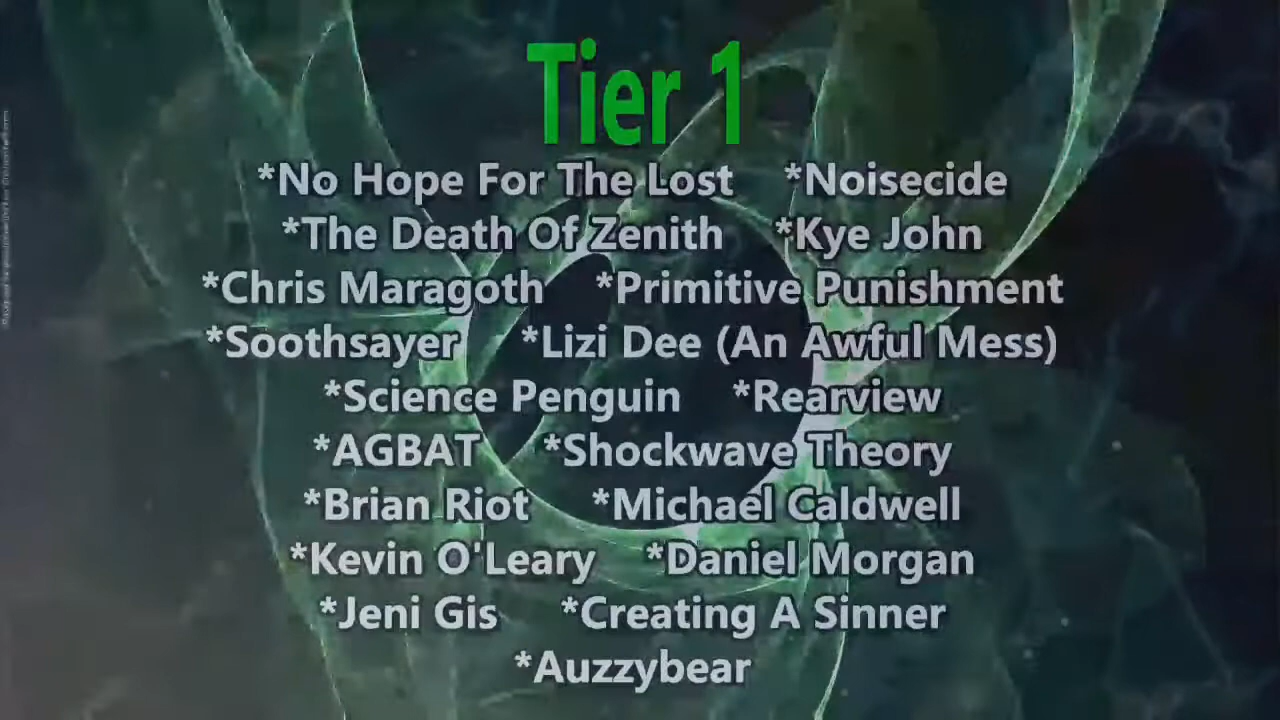 Tier 1
*No Hope For The Lost *Noisecide
*The Death Of Zenith *Kye John
*Chris Maragoth *Primitive Punishment
*Soothsayer *Lizi Dee (An Awful Mess)
*Science Penguin *Rearview
*AGBAT *Shockwave Theory
*Brian Riot *Michael Caldwell
*Kevin O'Leary *Daniel Morgan
*Jeni Gis *Creating A Sinner
*Auzzybear